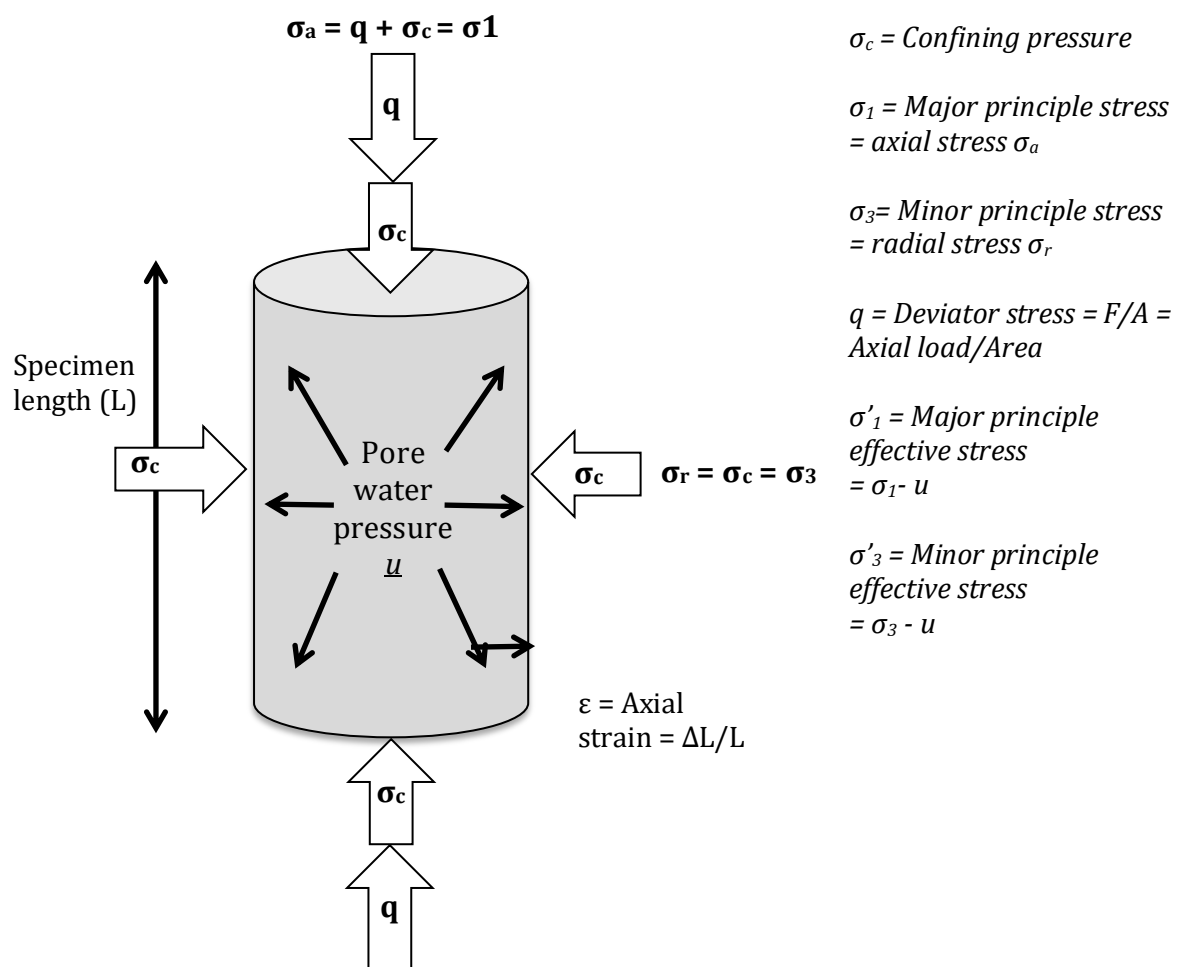 σa = q + σc = σ1
q
σc
Specimen
length (L)
σc
Pore
water
pressure
u
σc
σr = σc = σ3
ε = Axial
strain = ΔL/L
σc
q
σc = Confining pressure
σ1 = Major principle stress
= axial stress σa
σ3= Minor principle stress
= radial stress σr
q = Deviator stress = F/A =
Axial load/Area
σ’1 = Major principle
effective stress
= σ1- u
σ’3 = Minor principle
effective stress
= σ3 - u